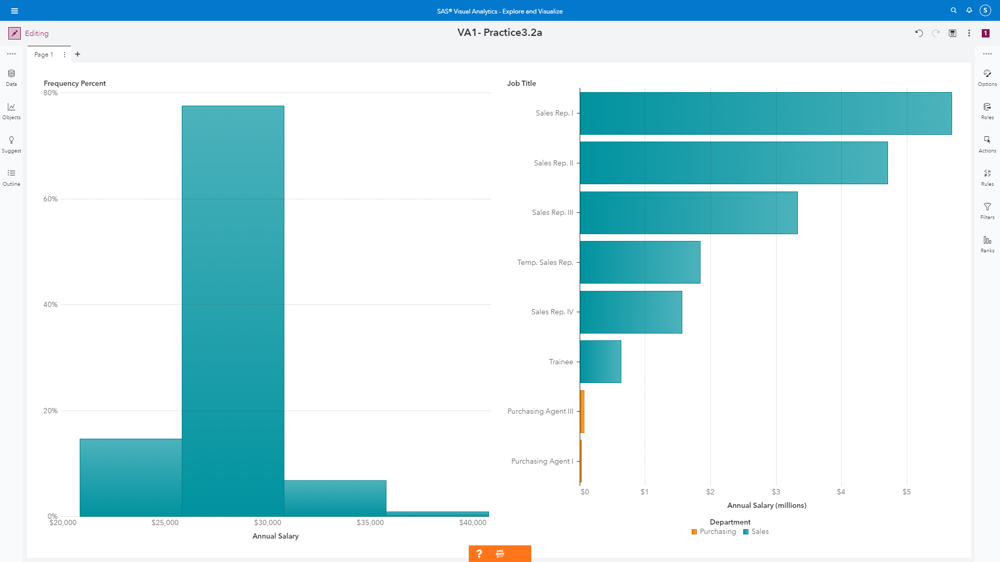 SAS® Visual Analytics - Explore and Visualize
S
Editing
VA1- Practice3.2a
1
Page 1
Data
Objects
Suggest
Outline
Frequency Percent
80%
60%
40%
20%
0%
$20,000
$25,000
$30,000
$35,000
$40,000
Annual Salary
Job Title
Sales Rep. I
Sales Rep. II
Sales Rep. III
Temp. Sales Rep.
Sales Rep. IV
Trainee
Purchasing Agent III
Purchasing Agent I
$0
$1
$2
$3
$4
$5
Annual Salary (millions)
Department
Purchasing
Sales
Options
Roles
Actions
Rules
Filters
Ranks
?